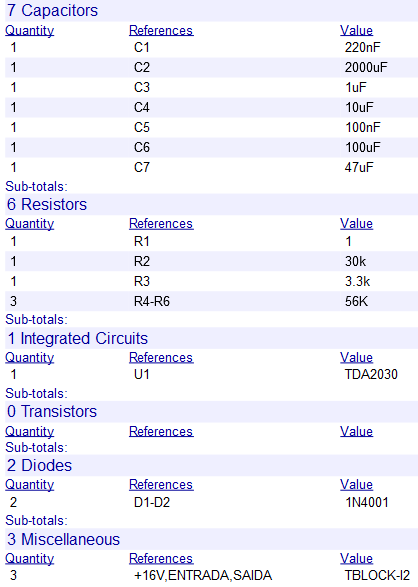 7 Capacitors
Quantity References Value
1 C1 220nF
1 C2 2000uF
1 C3 1uF
1 C4 10uF
1 C5 100nF
1 C6 100uF
1 C7 47uF
Sub-totals:
6 Resistors
Quantity References Value
1 R1 1
1 R2 30k
1 R3 3.3k
3 R4-R6 56K
Sub-totals:
1 Integrated Circuits
Quantity References Value
1 U1 TDA2030
Sub-totals:
0 Transistors
Quantity References Value
Sub-totals:
2 Diodes
Quantity References Value
2 D1-D2 1N4001
Sub-totals:
3 Miscellaneous
Quantity References Value
3 +16V,ENTRADA,SAIDA TBLOCK-I2